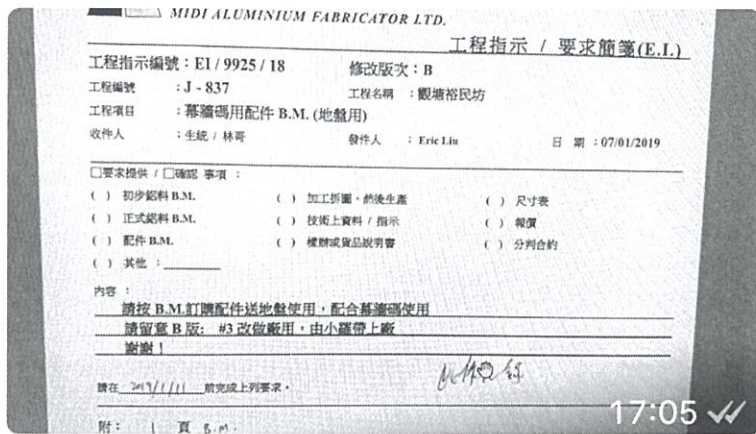 MIDI ALUMINIUM FABRICATOR LTD.
工程指示 / 要求簡箋(E.I.)
工程指示編號：EI / 9925 / 18 修改版次：B
工程編號 ：J - 837 工程名稱 ：觀塘裕民坊
工程項目 ：幕牆碼用配件 B.M. (地盤用)
收件人 ：生統 / 林哥 發件人 ： Eric Liu 日 期 ：07/01/2019
□要求提供 / □確認 事項 ：
( ) 初步鋁料 B.M. ( ) 加工拆圖、然後生產 ( ) 尺寸表
( ) 正式鋁料 B.M. ( ) 技術上資料 / 指示 ( ) 報價
( ) 配件 B.M. ( ) 樣辦或貨品說明書 ( ) 分判合約
( ) 其他 ：
內容 ：
請按 B.M.訂購配件送地盤使用，配合幕牆碼使用
請留意 B 版: #3 改做廠用，由小羅帶上廠
謝謝！
請在 2019/1/11 前完成上列要求。
附： 1 頁 B.M.
17:05